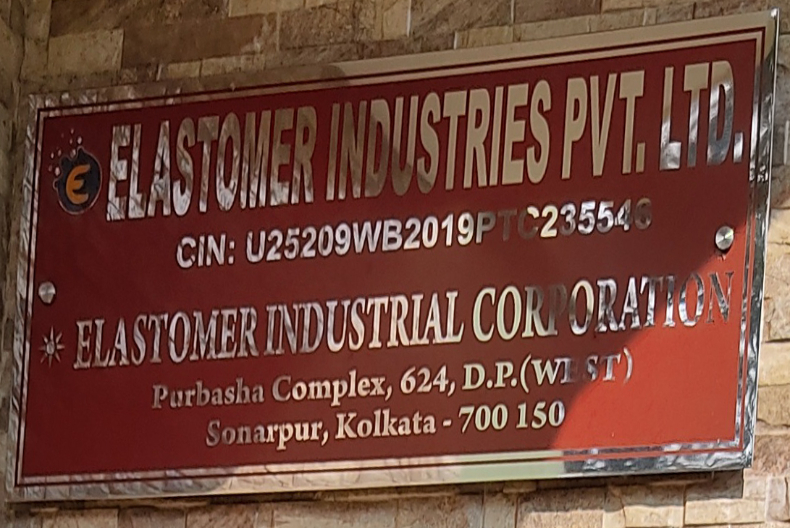 e ELASTOMER INDUSTRIES PVT. LTD.
CIN: U25209WB2019PTC235546
ELASTOMER INDUSTRIAL CORPORATION
Purbasha Complex, 624, D.P.(WEST)
Sonarpur, Kolkata - 700 150